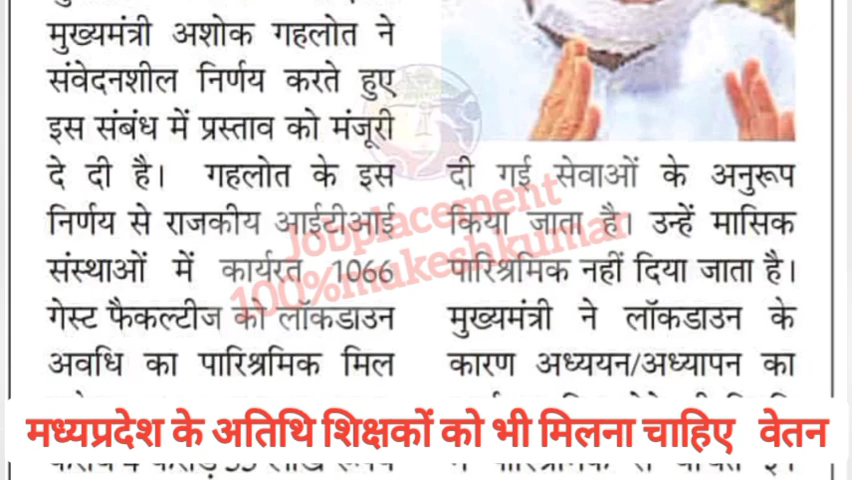 मुख्यमंत्री अशोक गहलोत ने
संवेदनशील निर्णय करते हुए
इस संबंध में प्रस्ताव को मंजूरी
दे दी है। गहलोत के इस
निर्णय से राजकीय आईटीआई
संस्थाओं में कार्यरत 1066
गेस्ट फैकल्टीज को लॉकडाउन
अवधि का पारिश्रमिक मिल
दी गई सेवाओं के अनुरूप
किया जाता है। उन्हें मासिक
पारिश्रमिक नहीं दिया जाता है।
मुख्यमंत्री ने लॉकडाउन के
कारण अध्ययन/अध्यापन का
Jobplacement
100%mukeshkumar
मध्यप्रदेश के अतिथि शिक्षकों को भी मिलना चाहिए वेतन